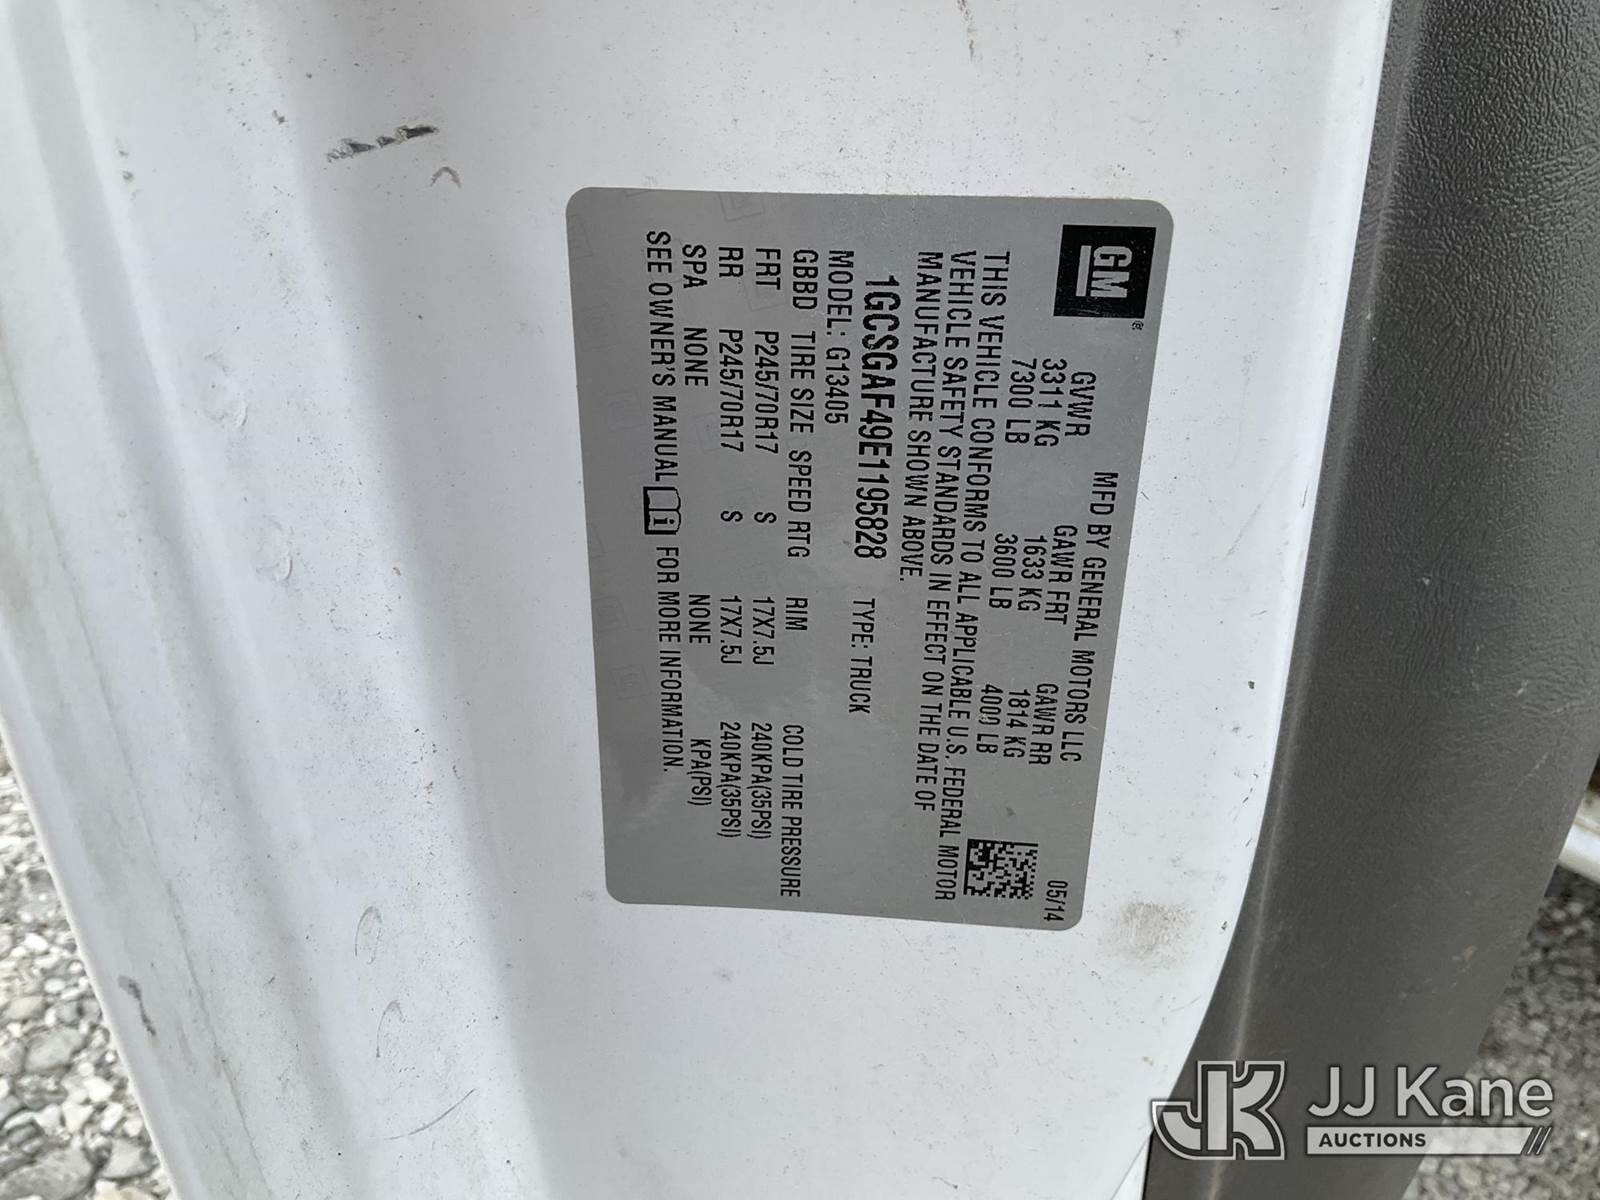 GM
MFD BY GENERAL MOTORS LLC 05/14
GVWR GAWR FRT GAWR RR
3311 KG 1633 KG 1814 KG
7300 LB 3600 LB 4000 LB
THIS VEHICLE CONFORMS TO ALL APPLICABLE U.S. FEDERAL MOTOR
VEHICLE SAFETY STANDARDS IN EFFECT ON THE DATE OF
MANUFACTURE SHOWN ABOVE.
1GCSGAF49E1195828 TYPE: TRUCK
MODEL: G13405
GBBD TIRE SIZE SPEED RTG RIM COLD TIRE PRESSURE
FRT P245/70R17 S 17X7.5J 240KPA(35PSI)
RR P245/70R17 S 17X7.5J 240KPA(35PSI)
SPA NONE NONE KPA(PSI)
SEE OWNER'S MANUAL FOR MORE INFORMATION.
JK JJ Kane
AUCTIONS